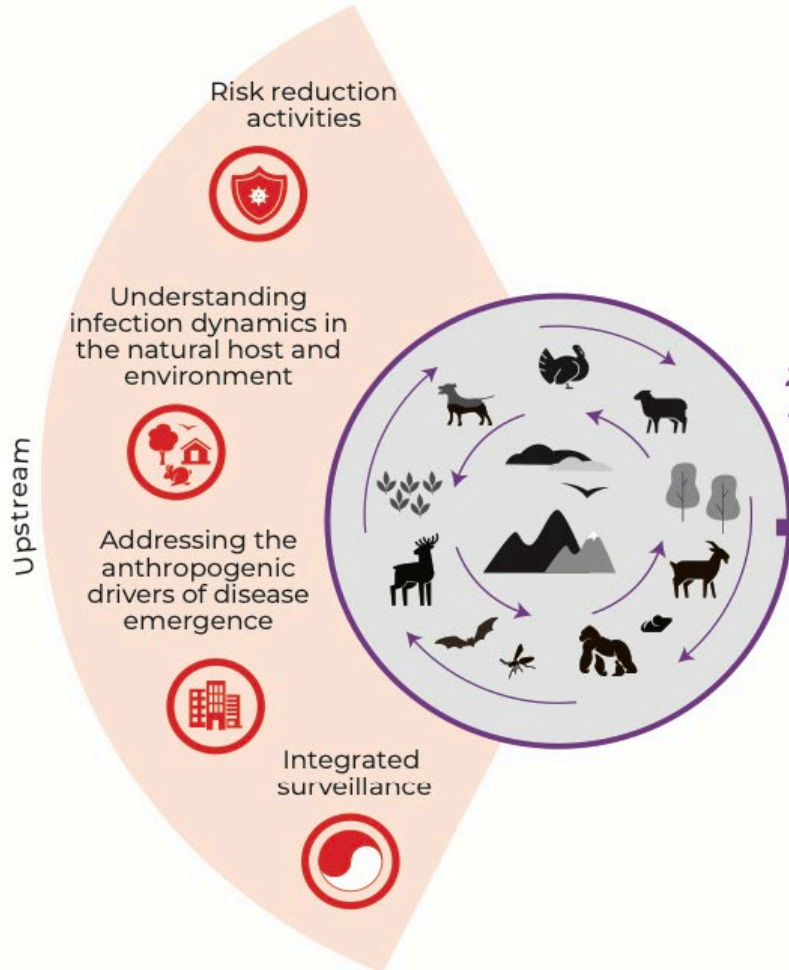 Risk reduction
activities
Understanding
infection dynamics in
the natural host and
environment
Upstream
Addressing the
anthropogenic
drivers of disease
emergence
Integrated
surveillance